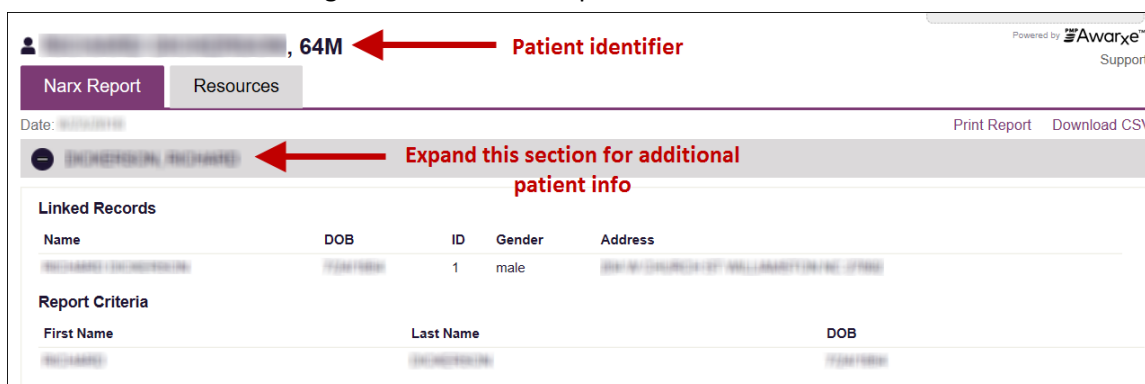 , 64M
Patient identifier
Powered by PMP AWARxE™
Support
Narx Report
Resources
Date:
Print Report
Download CSV
Expand this section for additional
patient info
Linked Records
Name DOB ID Gender Address
1 male
Report Criteria
First Name Last Name DOB